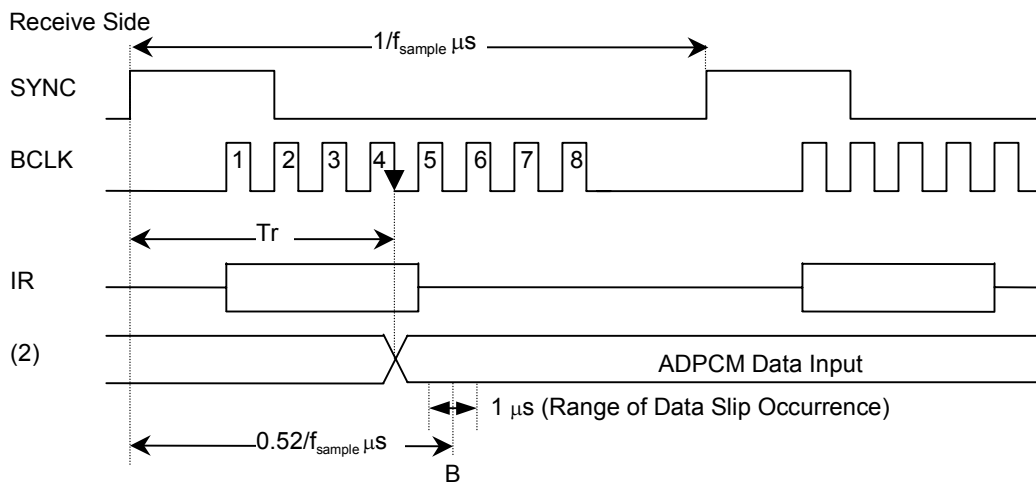 Receive Side
1/fsample μs
SYNC
BCLK
1 2 3 4 5 6 7 8
Tr
IR
(2)
ADPCM Data Input
1 μs (Range of Data Slip Occurrence)
0.52/fsample μs
B